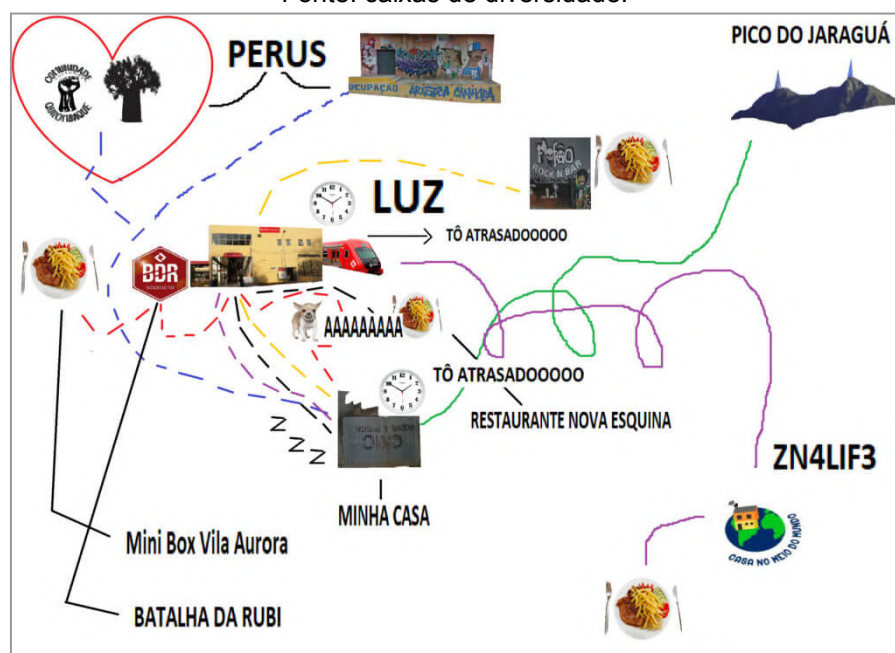 Fonte: caixas de diversidade.
PERUS
PICO DO JARAGUÁ
COMUNIDADE
QUILOMBAQUE
OCUPAÇÃO ARTÍSTICA CANHOBA
ROCK N BAR
LUZ
TÔ ATRASADOOOOO
BDR
AAAAAÀAAA
TÔ ATRASADOOOOO
RESTAURANTE NOVA ESQUINA
Z
Z
Z
MINHA CASA
ZN4LIF3
CASA NO MEIO DO MUNDO
Mini Box Vila Aurora
BATALHA DA RUBI